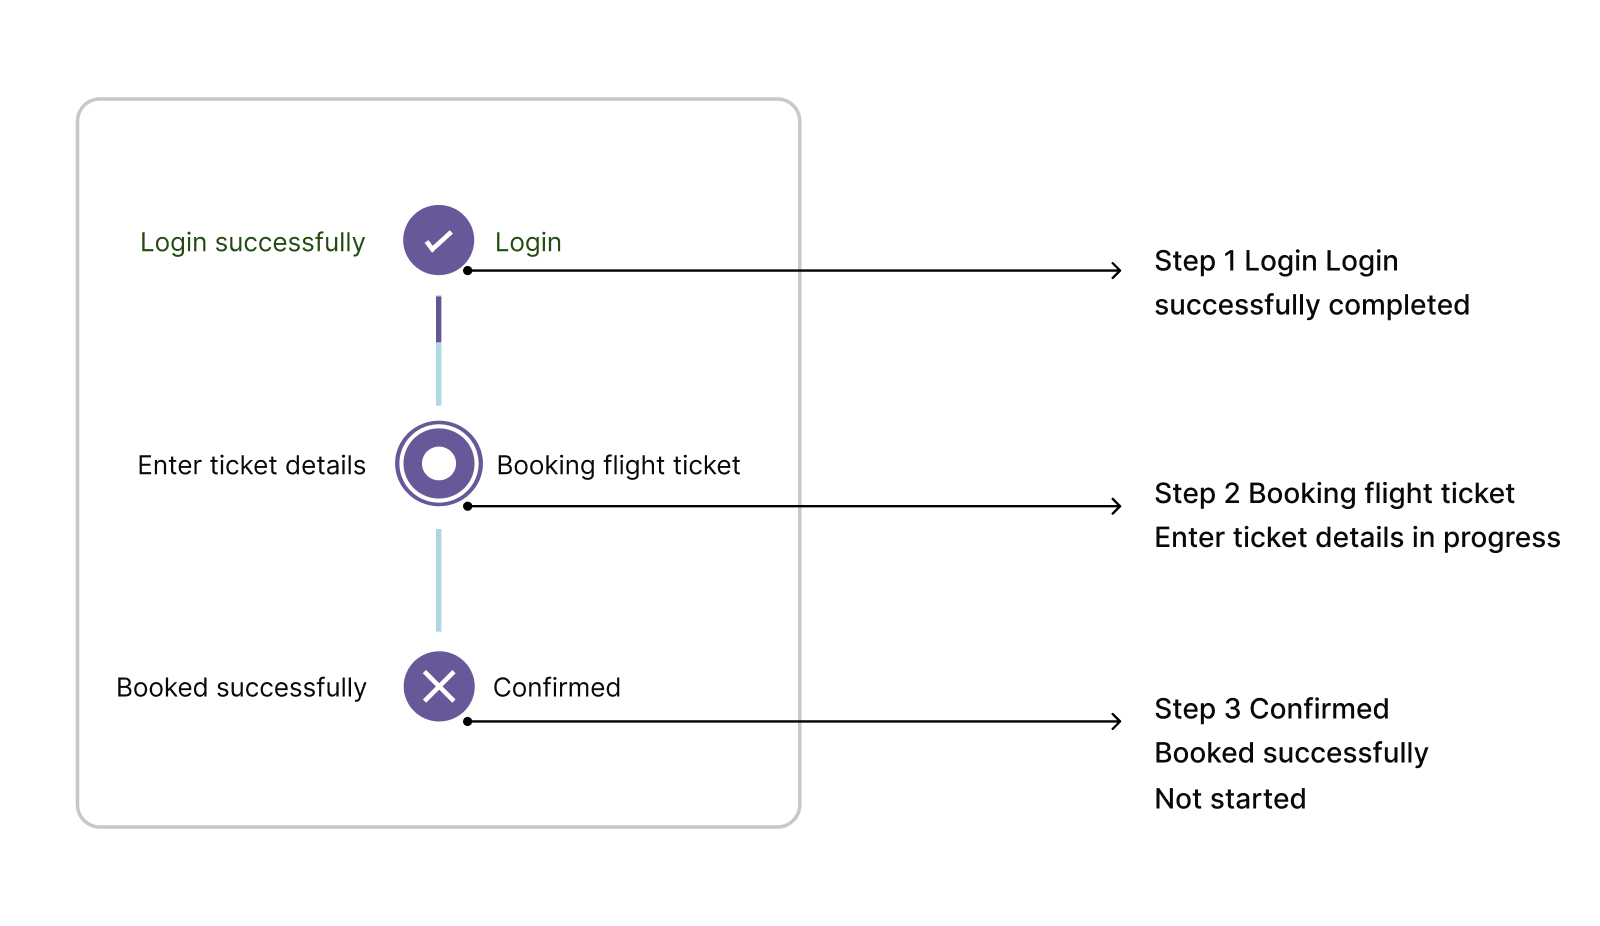 Login successfully
Login
Step 1 Login Login
successfully completed
Enter ticket details
Booking flight ticket
Step 2 Booking flight ticket
Enter ticket details in progress
Booked successfully
Confirmed
Step 3 Confirmed
Booked successfully
Not started